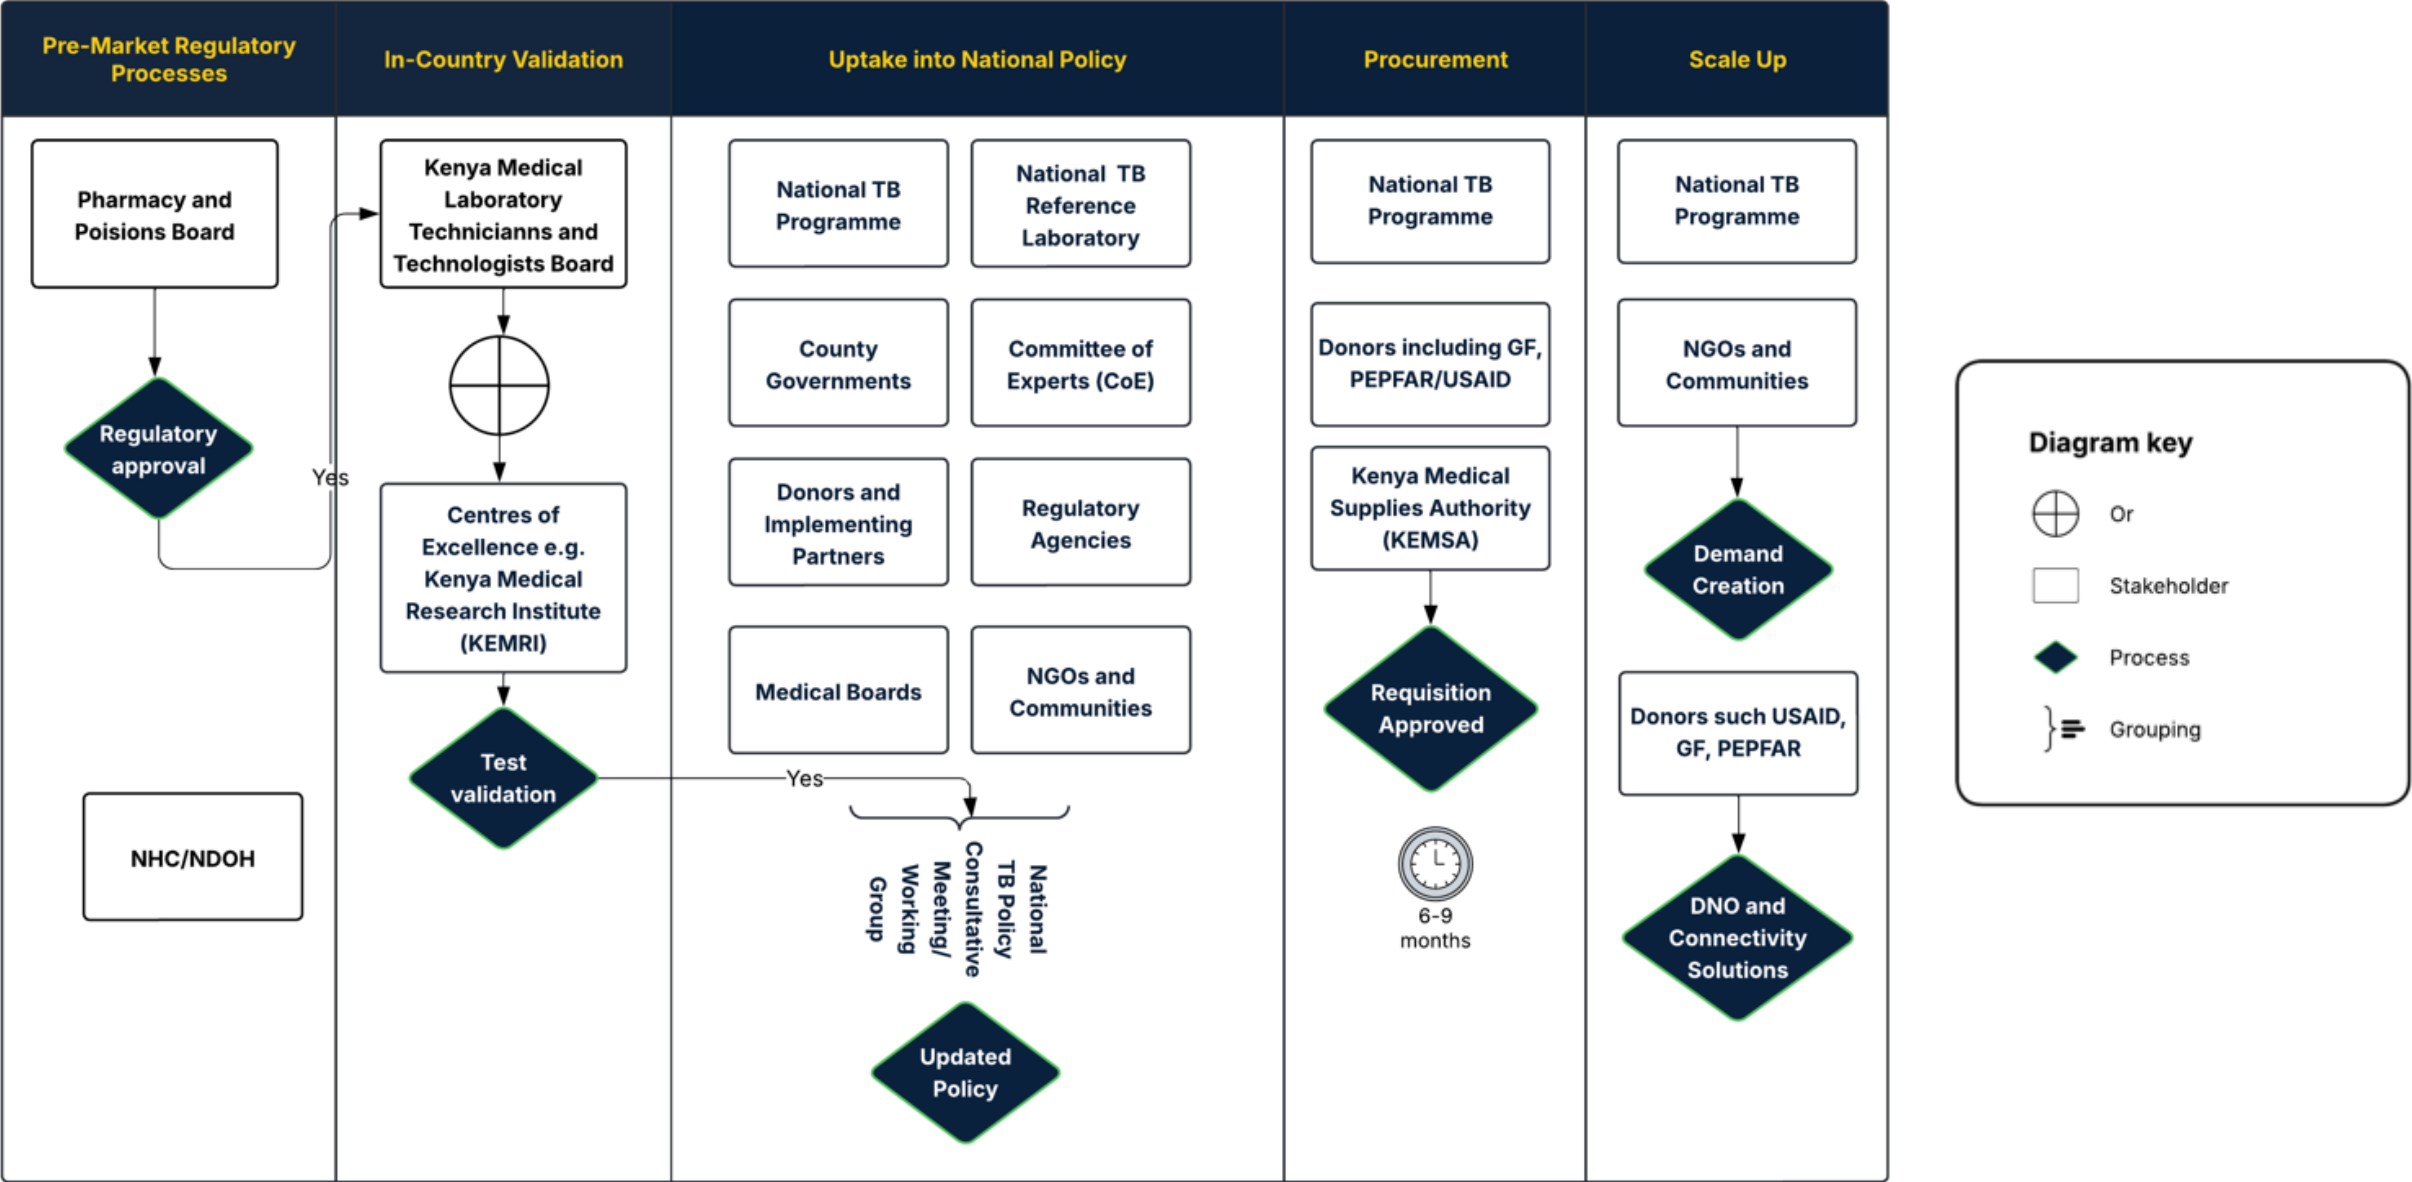 Pre-Market Regulatory
Processes
In-Country Validation
Uptake into National Policy
Procurement
Scale Up
Pharmacy and
Poisions Board
Regulatory
approval
Yes
NHC/NDOH
Kenya Medical
Laboratory
Technicianns and
Technologists Board
Centres of
Excellence e.g.
Kenya Medical
Research Institute
(KEMRI)
Test
validation
Yes
National TB
Programme
National TB
Reference
Laboratory
County
Governments
Committee of
Experts (CoE)
Donors and
Implementing
Partners
Regulatory
Agencies
Medical Boards
NGOs and
Communities
National
TB Policy
Consultative
Meeting/
Working
Group
Updated
Policy
National TB
Programme
Donors including GF,
PEPFAR/USAID
Kenya Medical
Supplies Authority
(KEMSA)
Requisition
Approved
6-9
months
National TB
Programme
NGOs and
Communities
Demand
Creation
Donors such USAID,
GF, PEPFAR
DNO and
Connectivity
Solutions
Diagram key
Or
Stakeholder
Process
Grouping